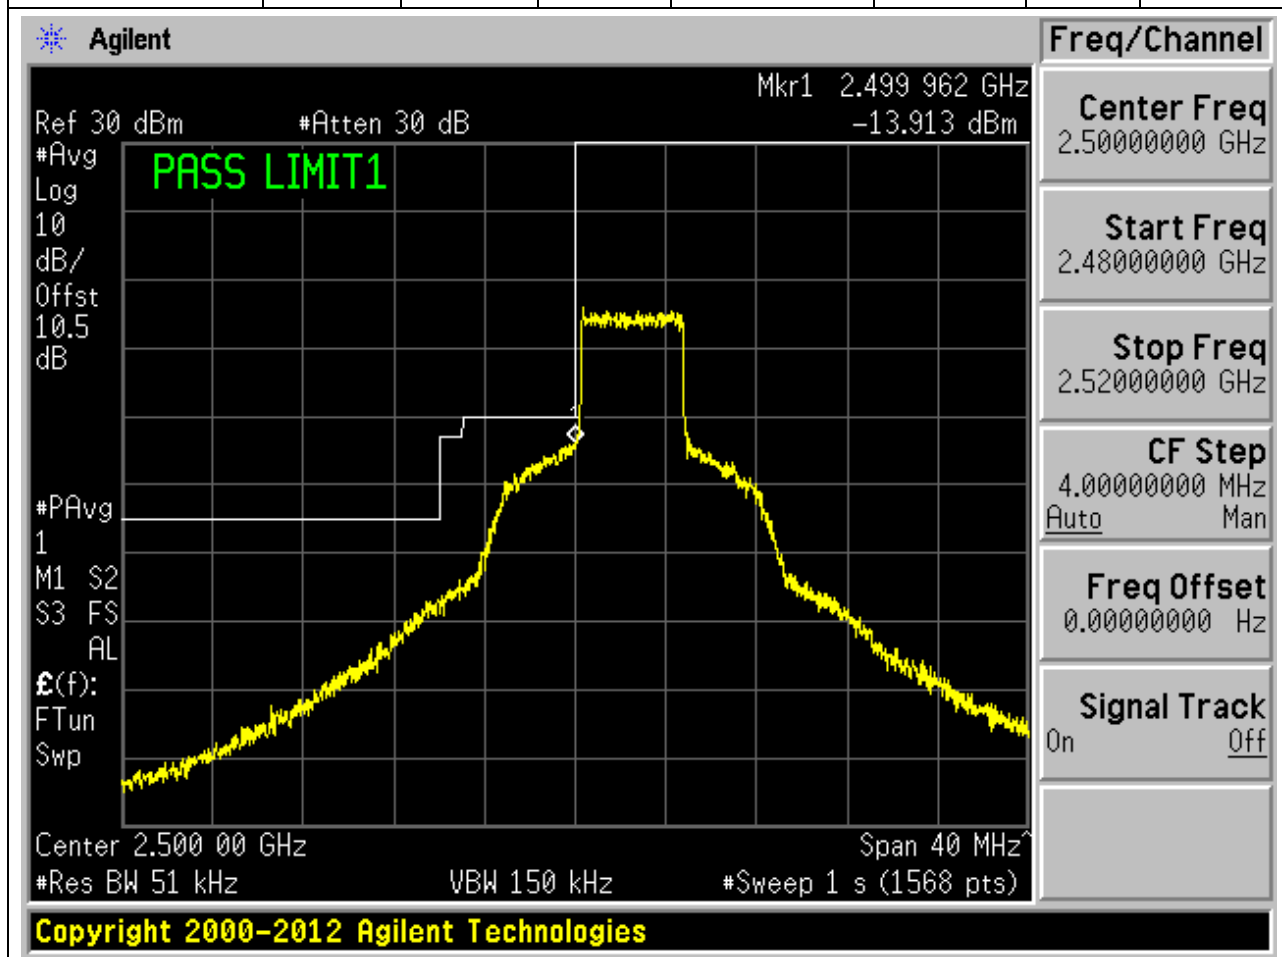 Agilent
Freq/Channel
Mkr1 2.499 962 GHz
Ref 30 dBm #Atten 30 dB -13.913 dBm
#Avg
Log
10
dB/
Offst
10.5
dB
PASS LIMIT1
1
#PAvg
1
M1 S2
S3 FS
AL
£(f):
FTun
Swp
Center 2.500 00 GHz Span 40 MHz^
#Res BW 51 kHz VBW 150 kHz #Sweep 1 s (1568 pts)
Copyright 2000-2012 Agilent Technologies
Center Freq
2.50000000 GHz
Start Freq
2.48000000 GHz
Stop Freq
2.52000000 GHz
CF Step
4.00000000 MHz
Auto Man
Freq Offset
0.00000000 Hz
Signal Track
On Off